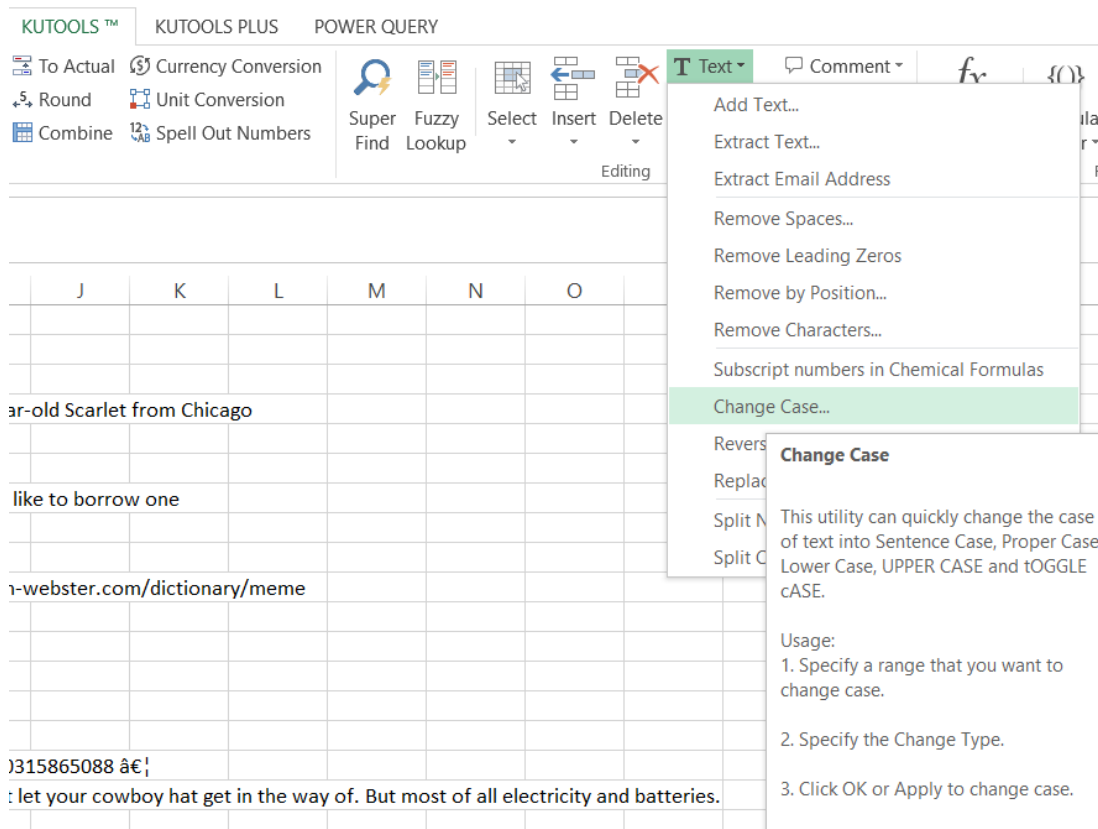 KUTOOLS ™ KUTOOLS PLUS POWER QUERY
To Actual Currency Conversion
Round Unit Conversion
Combine Spell Out Numbers
Super Find
Fuzzy Lookup
Select
Insert
Delete
Editing
Text
Comment
Add Text...
Extract Text...
Extract Email Address
Remove Spaces...
Remove Leading Zeros
Remove by Position...
Remove Characters...
Subscript numbers in Chemical Formulas
Change Case...
Revers
Replac
Split N
Split C
Change Case
This utility can quickly change the case
of text into Sentence Case, Proper Case
Lower Case, UPPER CASE and tOGGLE
cASE.
Usage:
1. Specify a range that you want to
change case.
2. Specify the Change Type.
3. Click OK or Apply to change case.
J K L M N O
ar-old Scarlet from Chicago
like to borrow one
n-webster.com/dictionary/meme
0315865088 â€¦
t let your cowboy hat get in the way of. But most of all electricity and batteries.